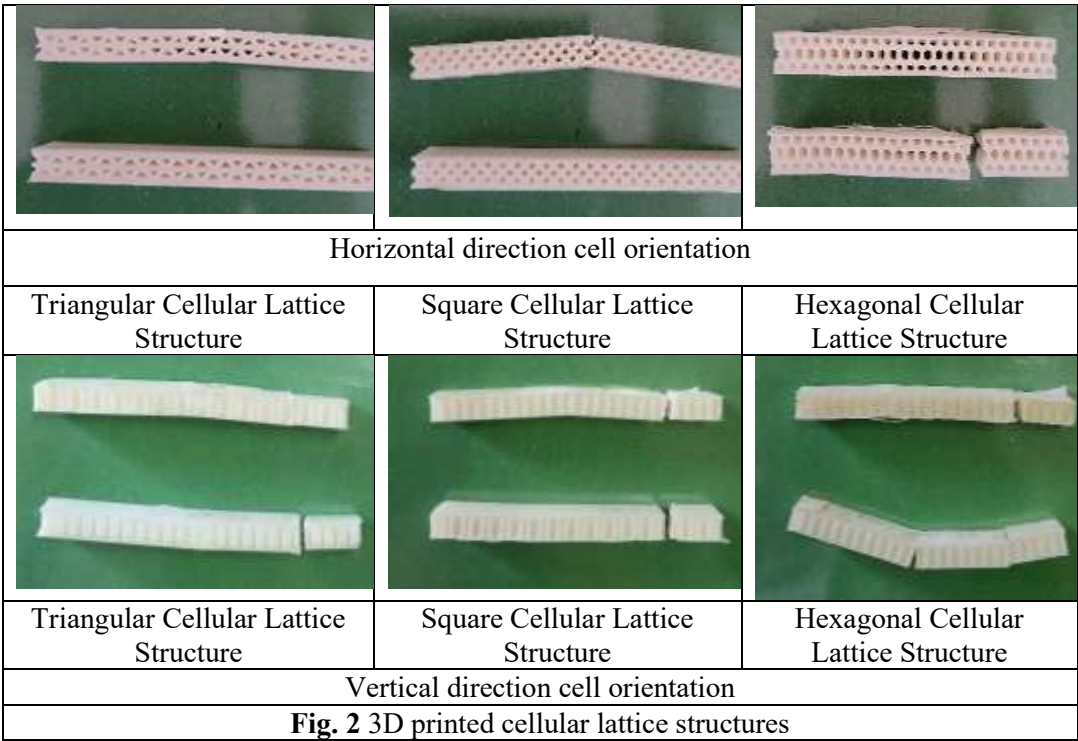 Horizontal direction cell orientation
Triangular Cellular Lattice
Structure
Square Cellular Lattice
Structure
Hexagonal Cellular
Lattice Structure
Triangular Cellular Lattice
Structure
Square Cellular Lattice
Structure
Hexagonal Cellular
Lattice Structure
Vertical direction cell orientation
Fig. 2 3D printed cellular lattice structures